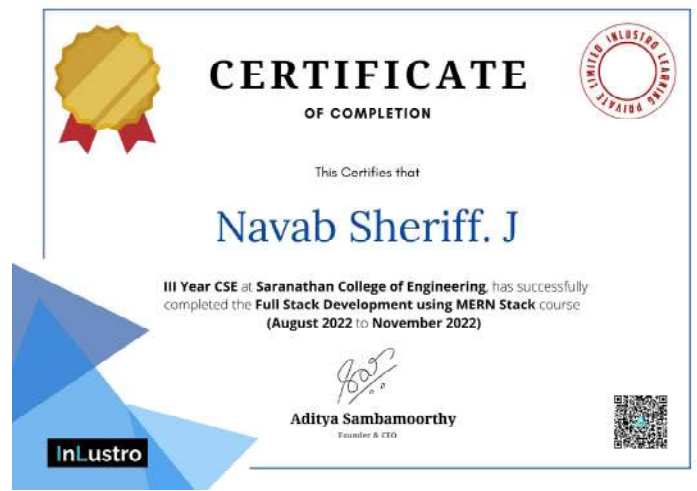 CERTIFICATE
OF COMPLETION
INLUSTRO LEARNING PRIVATE LIMITED
This Certifies that
Navab Sheriff. J
III Year CSE at Saranathan College of Engineering, has successfully
completed the Full Stack Development using MERN Stack course
(August 2022 to November 2022)
Aditya Sambamoorthy
Founder & CEO
InLustro